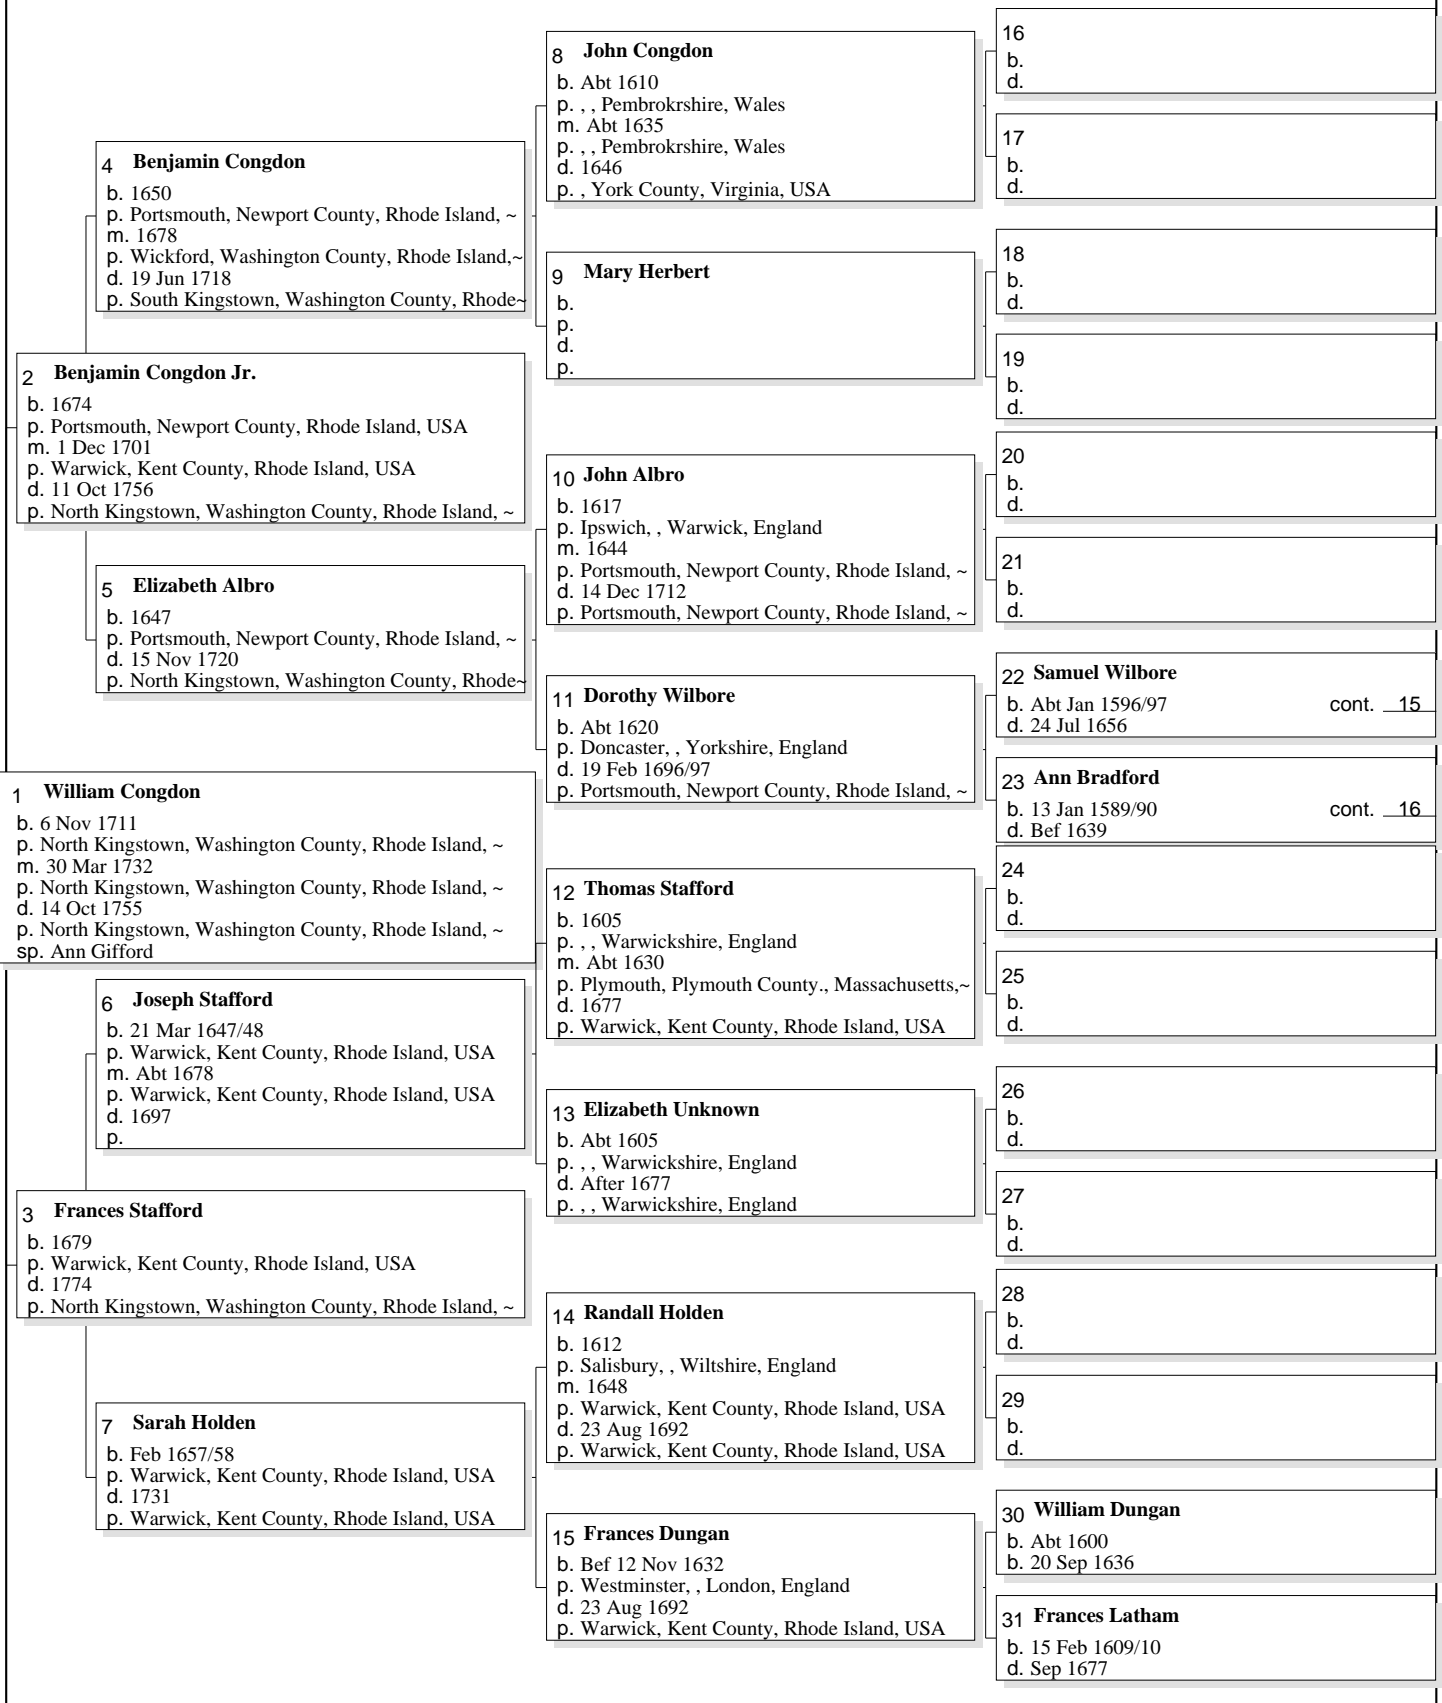 1 William Congdon
b. 6 Nov 1711
p. North Kingstown, Washington County, Rhode Island, ~
m. 30 Mar 1732
p. North Kingstown, Washington County, Rhode Island, ~
d. 14 Oct 1755
p. North Kingstown, Washington County, Rhode Island, ~
sp. Ann Gifford
2 Benjamin Congdon Jr.
b. 1674
p. Portsmouth, Newport County, Rhode Island, USA
m. 1 Dec 1701
p. Warwick, Kent County, Rhode Island, USA
d. 11 Oct 1756
p. North Kingstown, Washington County, Rhode Island, ~
3 Frances Stafford
b. 1679
p. Warwick, Kent County, Rhode Island, USA
d. 1774
p. North Kingstown, Washington County, Rhode Island, ~
4 Benjamin Congdon
b. 1650
p. Portsmouth, Newport County, Rhode Island, ~
m. 1678
p. Wickford, Washington County, Rhode Island,~
d. 19 Jun 1718
p. South Kingstown, Washington County, Rhode~
5 Elizabeth Albro
b. 1647
p. Portsmouth, Newport County, Rhode Island, ~
d. 15 Nov 1720
p. North Kingstown, Washington County, Rhode~
6 Joseph Stafford
b. 21 Mar 1647/48
p. Warwick, Kent County, Rhode Island, USA
m. Abt 1678
p. Warwick, Kent County, Rhode Island, USA
d. 1697
p.
7 Sarah Holden
b. Feb 1657/58
p. Warwick, Kent County, Rhode Island, USA
d. 1731
p. Warwick, Kent County, Rhode Island, USA
8 John Congdon
b. Abt 1610
p. , , Pembrokrshire, Wales
m. Abt 1635
p. , , Pembrokrshire, Wales
d. 1646
p. , York County, Virginia, USA
9 Mary Herbert
b.
p.
d.
p.
10 John Albro
b. 1617
p. Ipswich, , Warwick, England
m. 1644
p. Portsmouth, Newport County, Rhode Island, ~
d. 14 Dec 1712
p. Portsmouth, Newport County, Rhode Island, ~
11 Dorothy Wilbore
b. Abt 1620
p. Doncaster, , Yorkshire, England
d. 19 Feb 1696/97
p. Portsmouth, Newport County, Rhode Island, ~
12 Thomas Stafford
b. 1605
p. , , Warwickshire, England
m. Abt 1630
p. Plymouth, Plymouth County., Massachusetts,~
d. 1677
p. Warwick, Kent County, Rhode Island, USA
13 Elizabeth Unknown
b. Abt 1605
p. , , Warwickshire, England
d. After 1677
p. , , Warwickshire, England
14 Randall Holden
b. 1612
p. Salisbury, , Wiltshire, England
m. 1648
p. Warwick, Kent County, Rhode Island, USA
d. 23 Aug 1692
p. Warwick, Kent County, Rhode Island, USA
15 Frances Dungan
b. Bef 12 Nov 1632
p. Westminster, , London, England
d. 23 Aug 1692
p. Warwick, Kent County, Rhode Island, USA
16
b.
d.
17
b.
d.
18
b.
d.
19
b.
d.
20
b.
d.
21
b.
d.
22 Samuel Wilbore
b. Abt Jan 1596/97 cont. 15
d. 24 Jul 1656
23 Ann Bradford
b. 13 Jan 1589/90 cont. 16
d. Bef 1639
24
b.
d.
25
b.
d.
26
b.
d.
27
b.
d.
28
b.
d.
29
b.
d.
30 William Dungan
b. Abt 1600
b. 20 Sep 1636
31 Frances Latham
b. 15 Feb 1609/10
d. Sep 1677